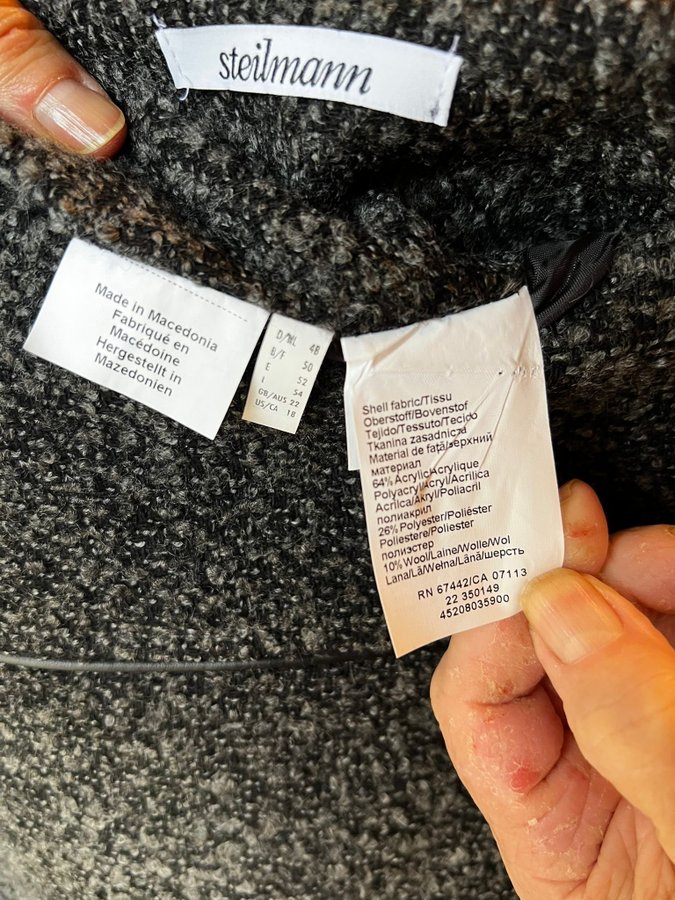 steilmann
Made in Macedonia
Fabriqué en
Macédoine
Hergestellt in
Mazedonien
D/NL 48
B/F 50
E 52
I 54
GB/AUS 22
US/CA 18
Shell fabric/Tissu
Oberstoff/Bovenstof
Tejido/Tessuto/Tecido
Tkanina zasadnicza
Material de față/верхний
материал
64% Acrylic/Acrylique
Polyacryl/Acryl/Acrilica
Acrílica/Akryl/Poliacril
полиакрил
26% Polyester/Poliéster
Poliestere/Poliester
полиэстер
10% Wool/Laine/Wolle/Wol
Lana/Lã/Wełna/Lână/шерсть
RN 67442/CA 07113
22 350149
45208035900